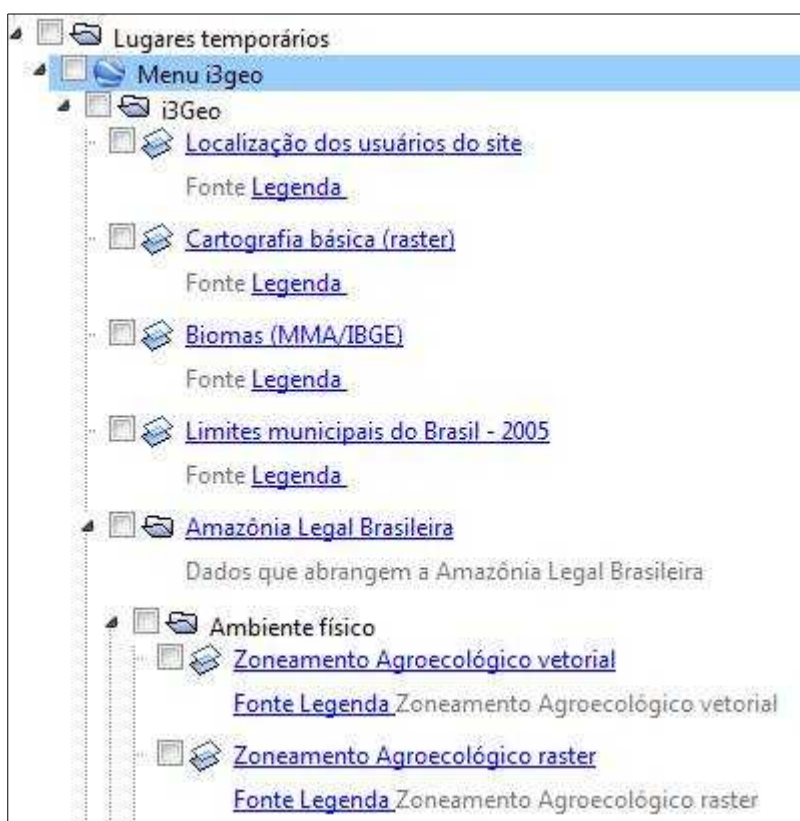 Lugares temporários
Menu i3geo
i3Geo
Localização dos usuários do site
Fonte Legenda
Cartografia básica (raster)
Fonte Legenda
Biomas (MMA/IBGE)
Fonte Legenda
Limites municipais do Brasil - 2005
Fonte Legenda
Amazônia Legal Brasileira
Dados que abrangem a Amazônia Legal Brasileira
Ambiente físico
Zoneamento Agroecológico vetorial
Fonte Legenda Zoneamento Agroecológico vetorial
Zoneamento Agroecológico raster
Fonte Legenda Zoneamento Agroecológico raster